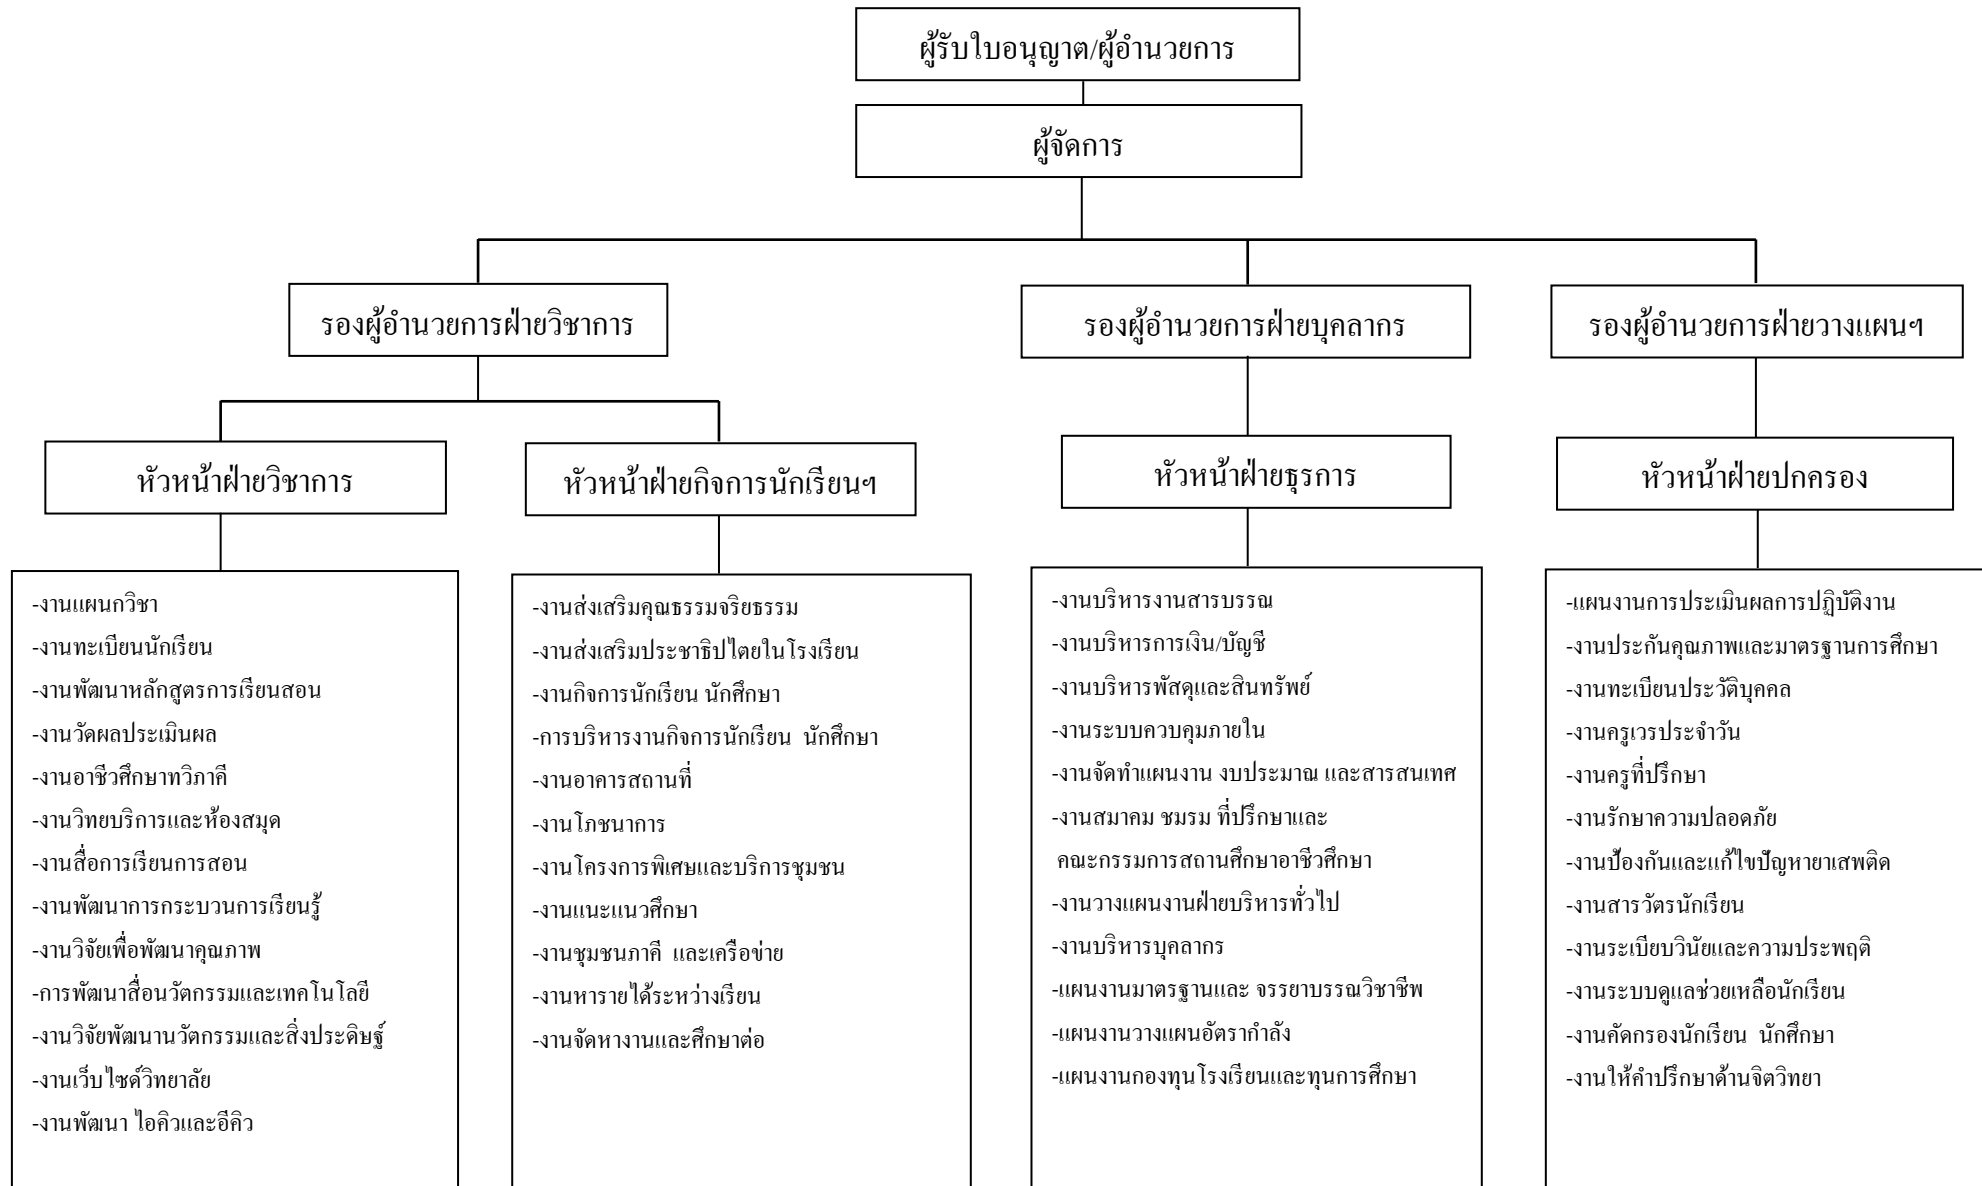 ผู้รับใบอนุญาต/ผู้อำนวยการ
ผู้จัดการ
รองผู้อำนวยการฝ่ายวิชาการ
รองผู้อำนวยการฝ่ายบุคลากร
รองผู้อำนวยการฝ่ายวางแผนฯ
หัวหน้าฝ่ายวิชาการ
หัวหน้าฝ่ายกิจการนักเรียนฯ
หัวหน้าฝ่ายธุรการ
หัวหน้าฝ่ายปกครอง
-งานแผนกวิชา
-งานทะเบียนนักเรียน
-งานพัฒนาหลักสูตรการเรียนสอน
-งานวัดผลประเมินผล
-งานอาชีวศึกษาทวิภาคี
-งานวิทยบริการและห้องสมุด
-งานสื่อการเรียนการสอน
-งานพัฒนาการกระบวนการเรียนรู้
-งานวิจัยเพื่อพัฒนาคุณภาพ
-การพัฒนาสื่อนวัตกรรมและเทคโนโลยี
-งานวิจัยพัฒนานวัตกรรมและสิ่งประดิษฐ์
-งานเว็บไซด์วิทยาลัย
-งานพัฒนา ไอคิวและอีคิว
-งานส่งเสริมคุณธรรมจริยธรรม
-งานส่งเสริมประชาธิปไตยในโรงเรียน
-งานกิจการนักเรียน นักศึกษา
-การบริหารงานกิจการนักเรียน  นักศึกษา
-งานอาคารสถานที่
-งานโภชนาการ
-งานโครงการพิเศษและบริการชุมชน
-งานแนะแนวศึกษา
-งานชุมชนภาคี  และเครือข่าย
-งานหารายได้ระหว่างเรียน
-งานจัดหางานและศึกษาต่อ
-งานบริหารงานสารบรรณ
-งานบริหารการเงิน/บัญชี
-งานบริหารพัสดุและสินทรัพย์
-งานระบบควบคุมภายใน
-งานจัดทำแผนงาน งบประมาณ และสารสนเทศ
-งานสมาคม ชมรม ที่ปรึกษาและ
คณะกรรมการสถานศึกษาอาชีวศึกษา
-งานวางแผนงานฝ่ายบริหารทั่วไป
-งานบริหารบุคลากร
-แผนงานมาตรฐานและ จรรยาบรรณวิชาชีพ
-แผนงานวางแผนอัตรากำลัง
-แผนงานกองทุนโรงเรียนและทุนการศึกษา
-แผนงานการประเมินผลการปฏิบัติงาน
-งานประกันคุณภาพและมาตรฐานการศึกษา
-งานทะเบียนประวัติบุคคล
-งานครูเวรประจำวัน
-งานครูที่ปรึกษา
-งานรักษาความปลอดภัย
-งานป้องกันและแก้ไขปัญหายาเสพติด
-งานสารวัตรนักเรียน
-งานระเบียบวินัยและความประพฤติ
-งานระบบดูแลช่วยเหลือนักเรียน
-งานคัดกรองนักเรียน  นักศึกษา
-งานให้คำปรึกษาด้านจิตวิทยา